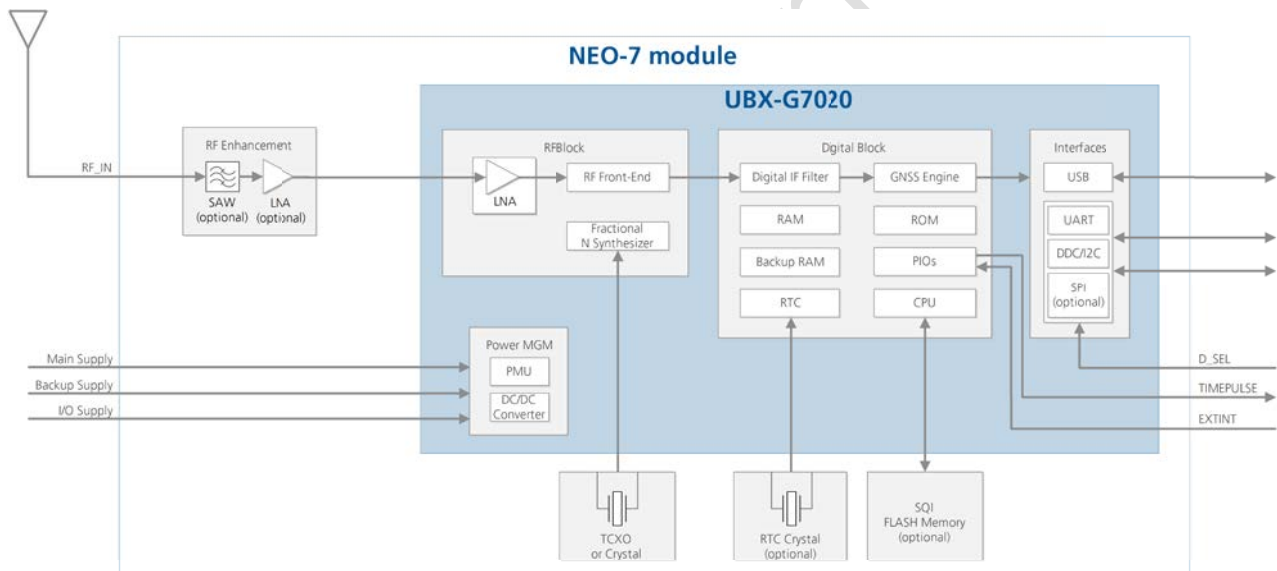 NEO-7 module
UBX-G7020
RF Enhancement
RF_IN
SAW
(optional)
LNA
(optional)
RFBlock
LNA
RF Front-End
Fractional
N Synthesizer
Digital Block
Digital IF Filter
GNSS Engine
RAM
ROM
Backup RAM
PIOs
RTC
CPU
Interfaces
USB
UART
DDC/I2C
SPI
(optional)
Power MGM
PMU
DC/DC
Converter
Main Supply
Backup Supply
I/O Supply
D_SEL
TIMEPULSE
EXTINT
TCXO
or Crystal
RTC Crystal
(optional)
SQI
FLASH Memory
(optional)